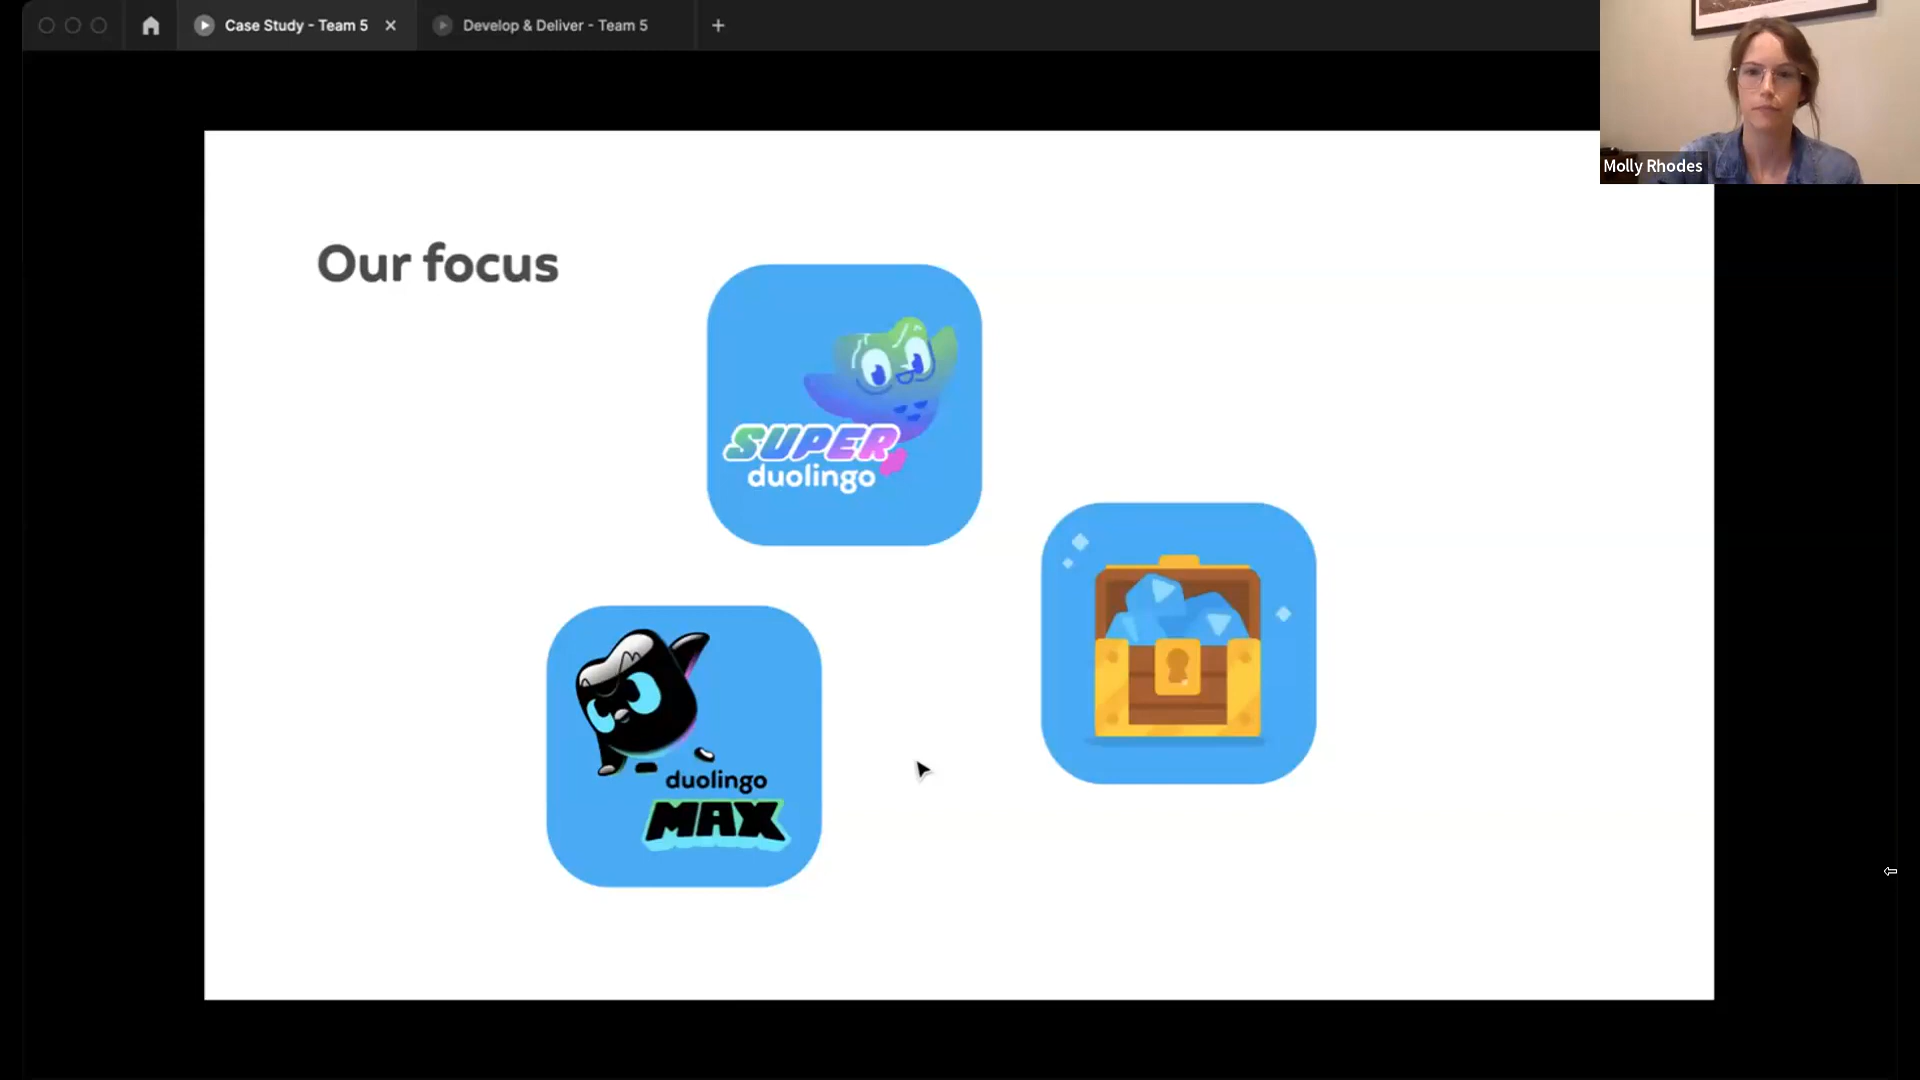 Case Study - Team 5
Develop & Deliver - Team 5
Molly Rhodes
Our focus
SUPER
duolingo
duolingo
MAX